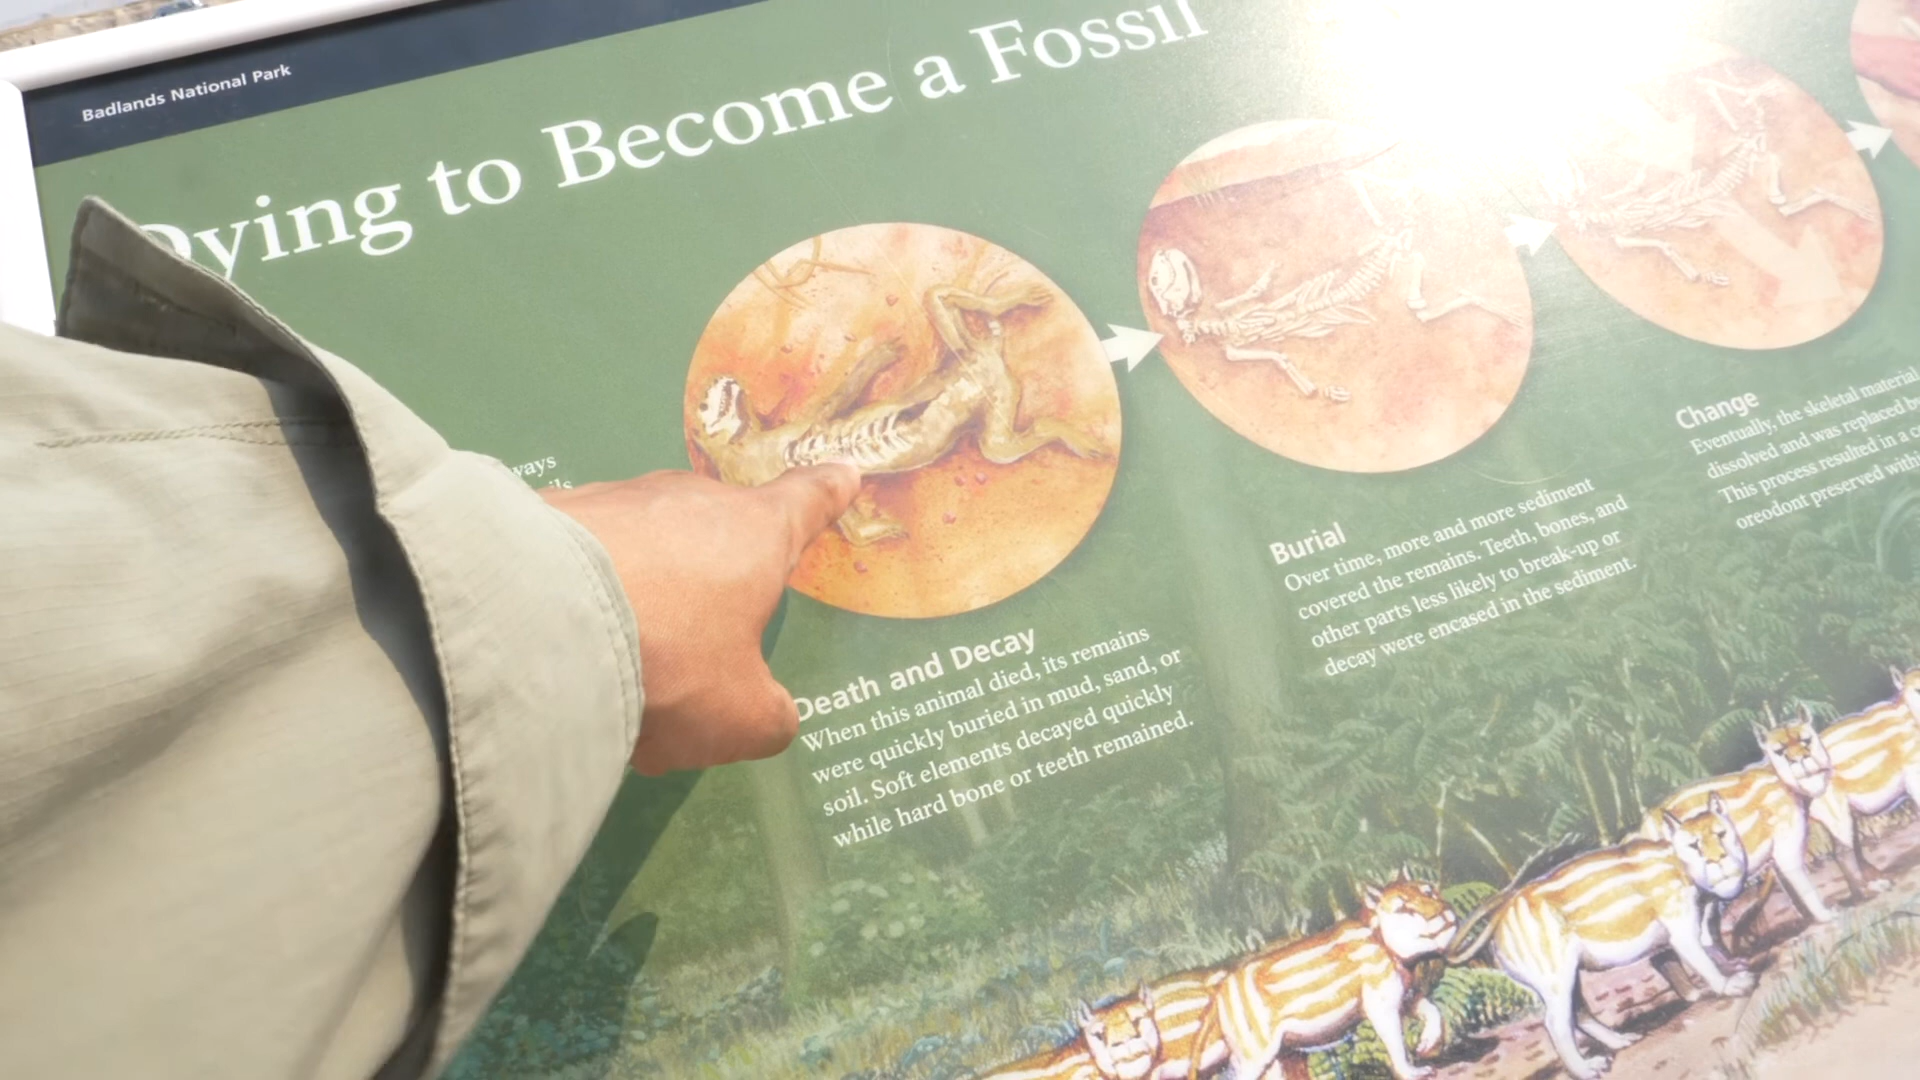 Badlands National Park
Dying to Become a Fossil
ways
ils
Death and Decay
When this animal died, its remains
were quickly buried in mud, sand, or
soil. Soft elements decayed quickly
while hard bone or teeth remained.
Burial
Over time, more and more sediment
covered the remains. Teeth, bones, and
other parts less likely to break-up or
decay were encased in the sediment.
Change
Eventually, the skeletal material
dissolved and was replaced
This process resulted in a
oreodont preserved